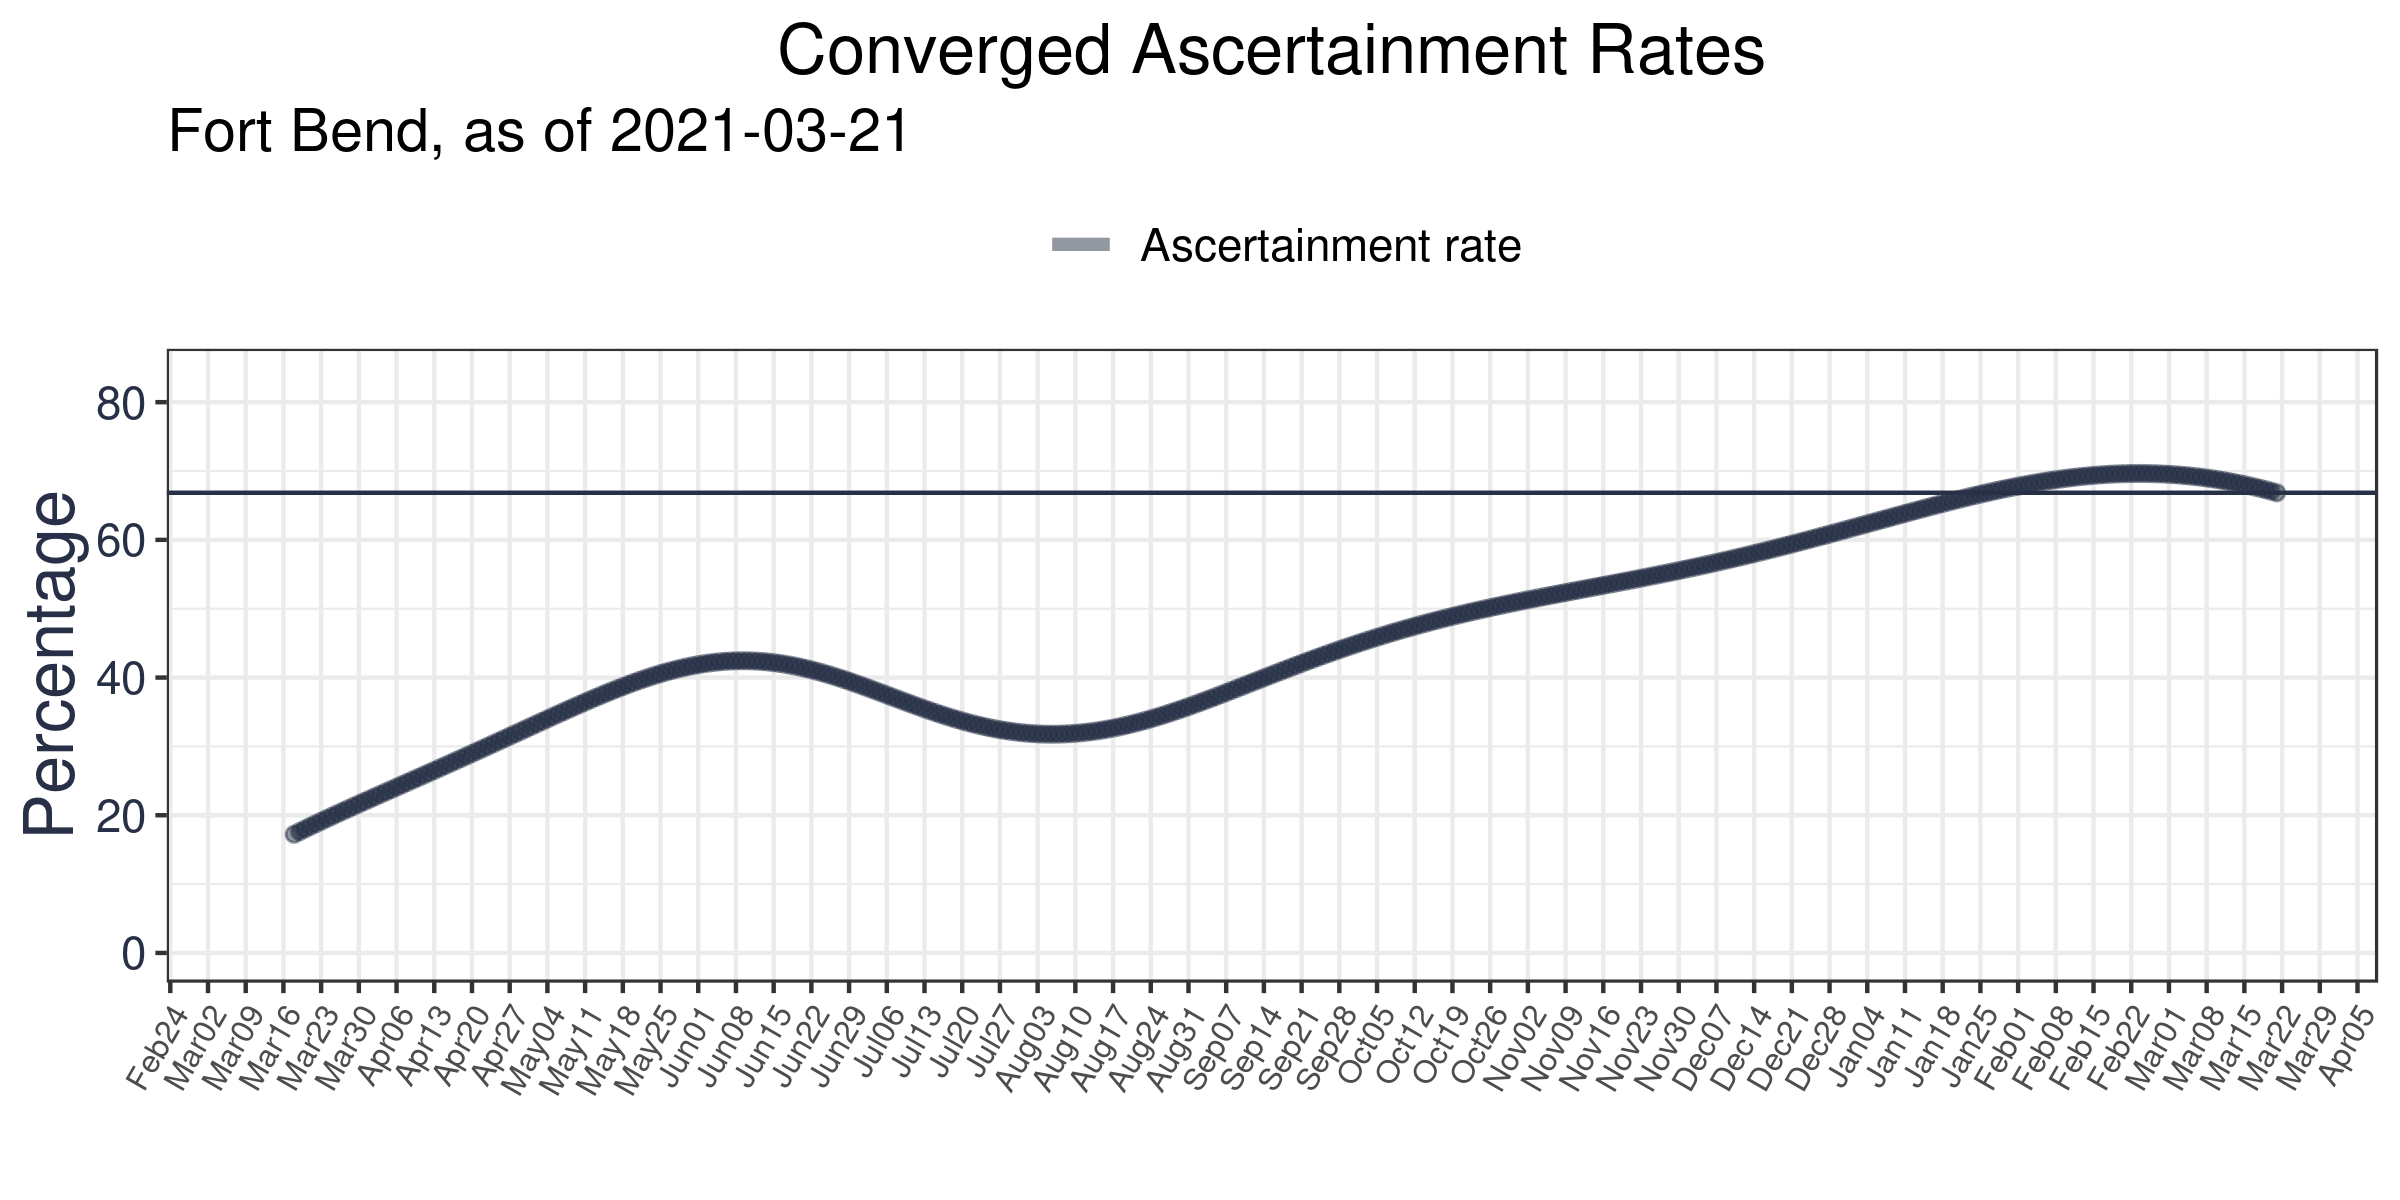 Converged Ascertainment Rates
Fort Bend, as of 2021-03-21
Ascertainment rate
Percentage
80
60
40
20
0
Feb24
Mar02
Mar09
Mar16
Mar23
Mar30
Apr06
Apr13
Apr20
Apr27
May04
May11
May18
May25
Jun01
Jun08
Jun15
Jun22
Jun29
Jul06
Jul13
Jul20
Jul27
Aug03
Aug10
Aug17
Aug24
Aug31
Sep07
Sep14
Sep21
Sep28
Oct05
Oct12
Oct19
Oct26
Nov02
Nov09
Nov16
Nov23
Nov30
Dec07
Dec14
Dec21
Dec28
Jan04
Jan11
Jan18
Jan25
Feb01
Feb08
Feb15
Feb22
Mar01
Mar08
Mar15
Mar22
Mar29
Apr05